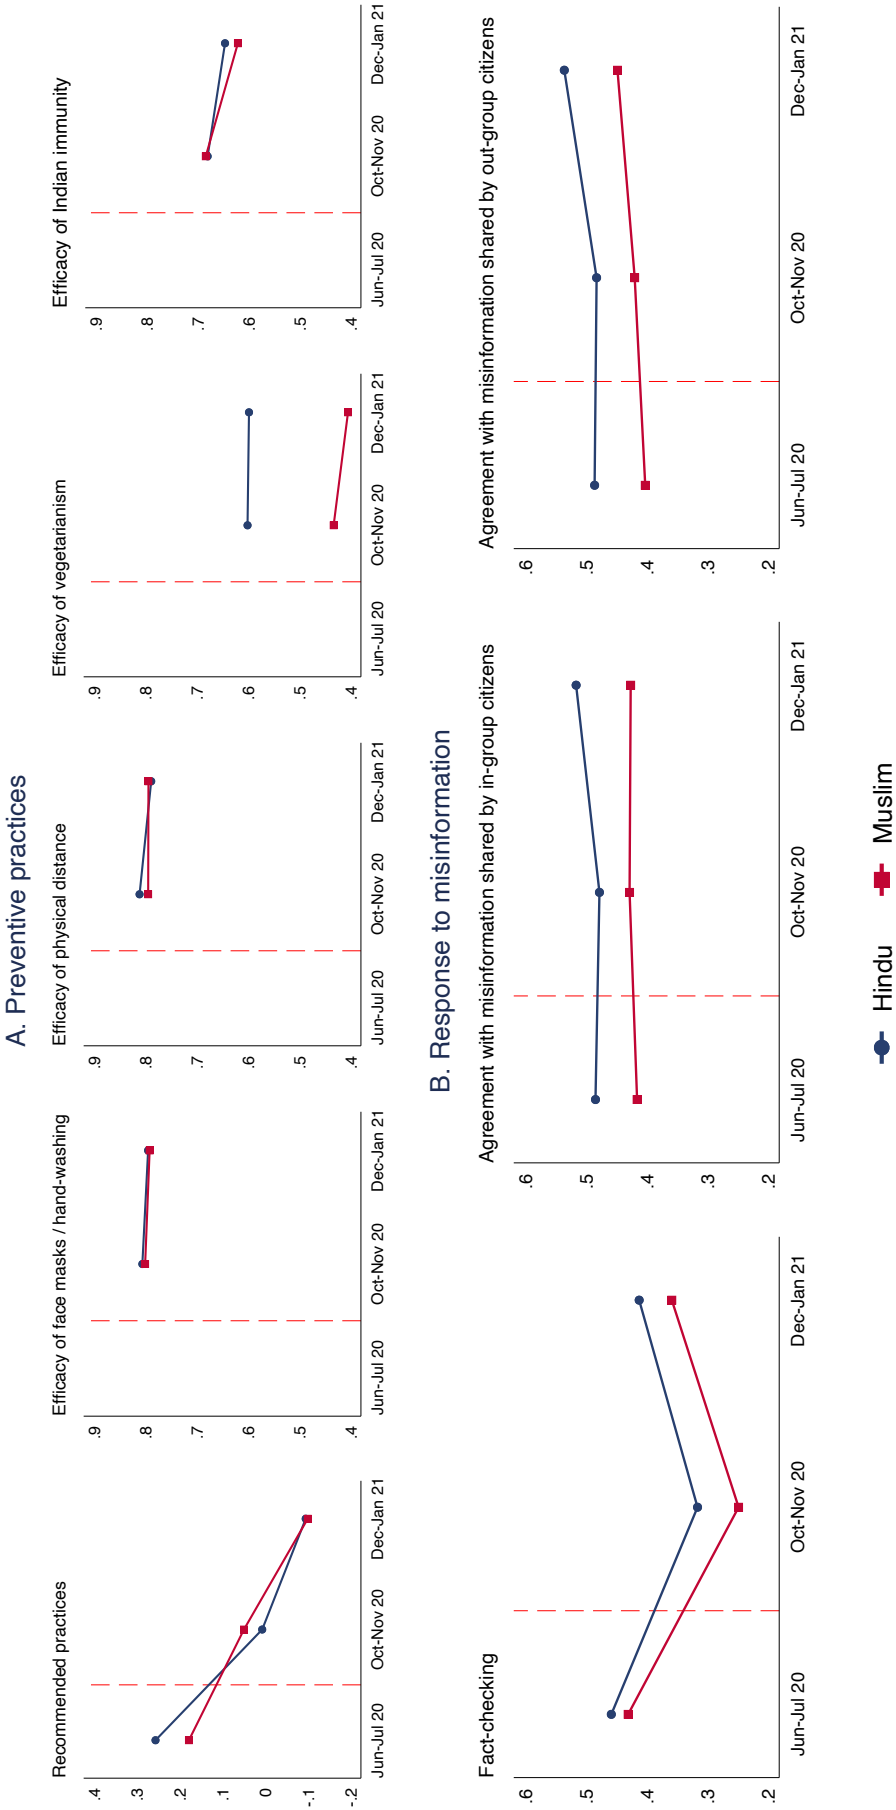 A. Preventive practices
Recommended practices
.4
.3
.2
.1
0
-.1
-.2
Jun-Jul 20 Oct-Nov 20 Dec-Jan 21
Efficacy of face masks / hand-washing
.9
.8
.7
.6
.5
.4
Jun-Jul 20 Oct-Nov 20 Dec-Jan 21
Efficacy of physical distance
.9
.8
.7
.6
.5
.4
Jun-Jul 20 Oct-Nov 20 Dec-Jan 21
Efficacy of vegetarianism
.9
.8
.7
.6
.5
.4
Jun-Jul 20 Oct-Nov 20 Dec-Jan 21
Efficacy of Indian immunity
.9
.8
.7
.6
.5
.4
Jun-Jul 20 Oct-Nov 20 Dec-Jan 21
B. Response to misinformation
Fact-checking
.6
.5
.4
.3
.2
Jun-Jul 20 Oct-Nov 20 Dec-Jan 21
Agreement with misinformation shared by in-group citizens
.6
.5
.4
.3
.2
Jun-Jul 20 Oct-Nov 20 Dec-Jan 21
Agreement with misinformation shared by out-group citizens
.6
.5
.4
.3
.2
Jun-Jul 20 Oct-Nov 20 Dec-Jan 21
Hindu Muslim